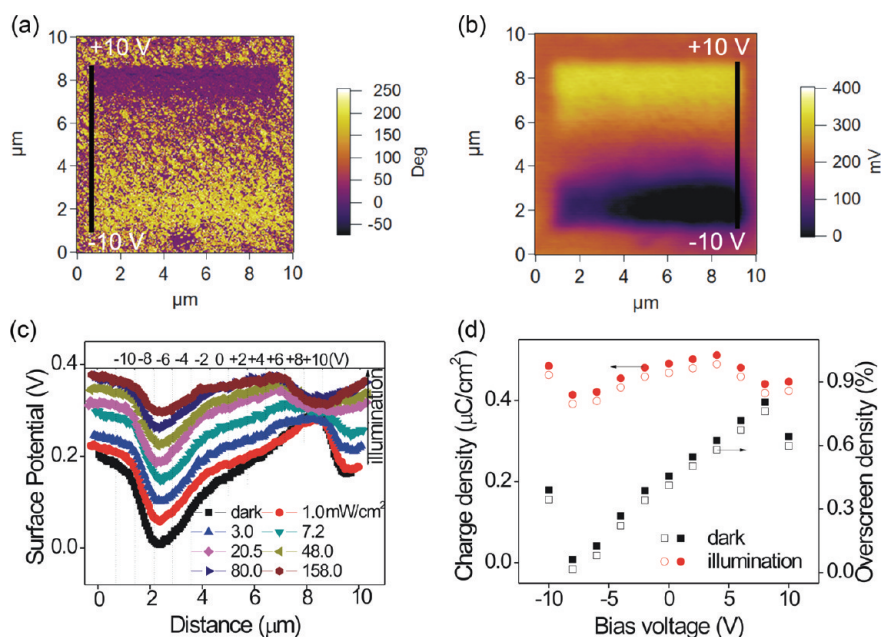 (a)
+10 V
-10 V
10
8
6
4
2
0
µm
0 2 4 6 8 10
µm
250
200
150
100
50
0
-50
Deg
(b)
+10 V
-10 V
10
8
6
4
2
0
µm
0 2 4 6 8 10
µm
400
300
200
100
0
mV
(c)
-10 -8 -6 -4 -2 0 +2 +4 +6 +8 +10 (V)
0.4
0.2
0.0
Surface Potential (V)
illumination
dark 1.0mW/cm²
3.0 7.2
20.5 48.0
80.0 158.0
0 2 4 6 8 10
Distance (µm)
(d)
0.4
0.2
0.0
Charge density (µC/cm²)
0.9
0.6
0.3
0.0
Overscreen density (%)
dark
illumination
-10 -5 0 5 10
Bias voltage (V)